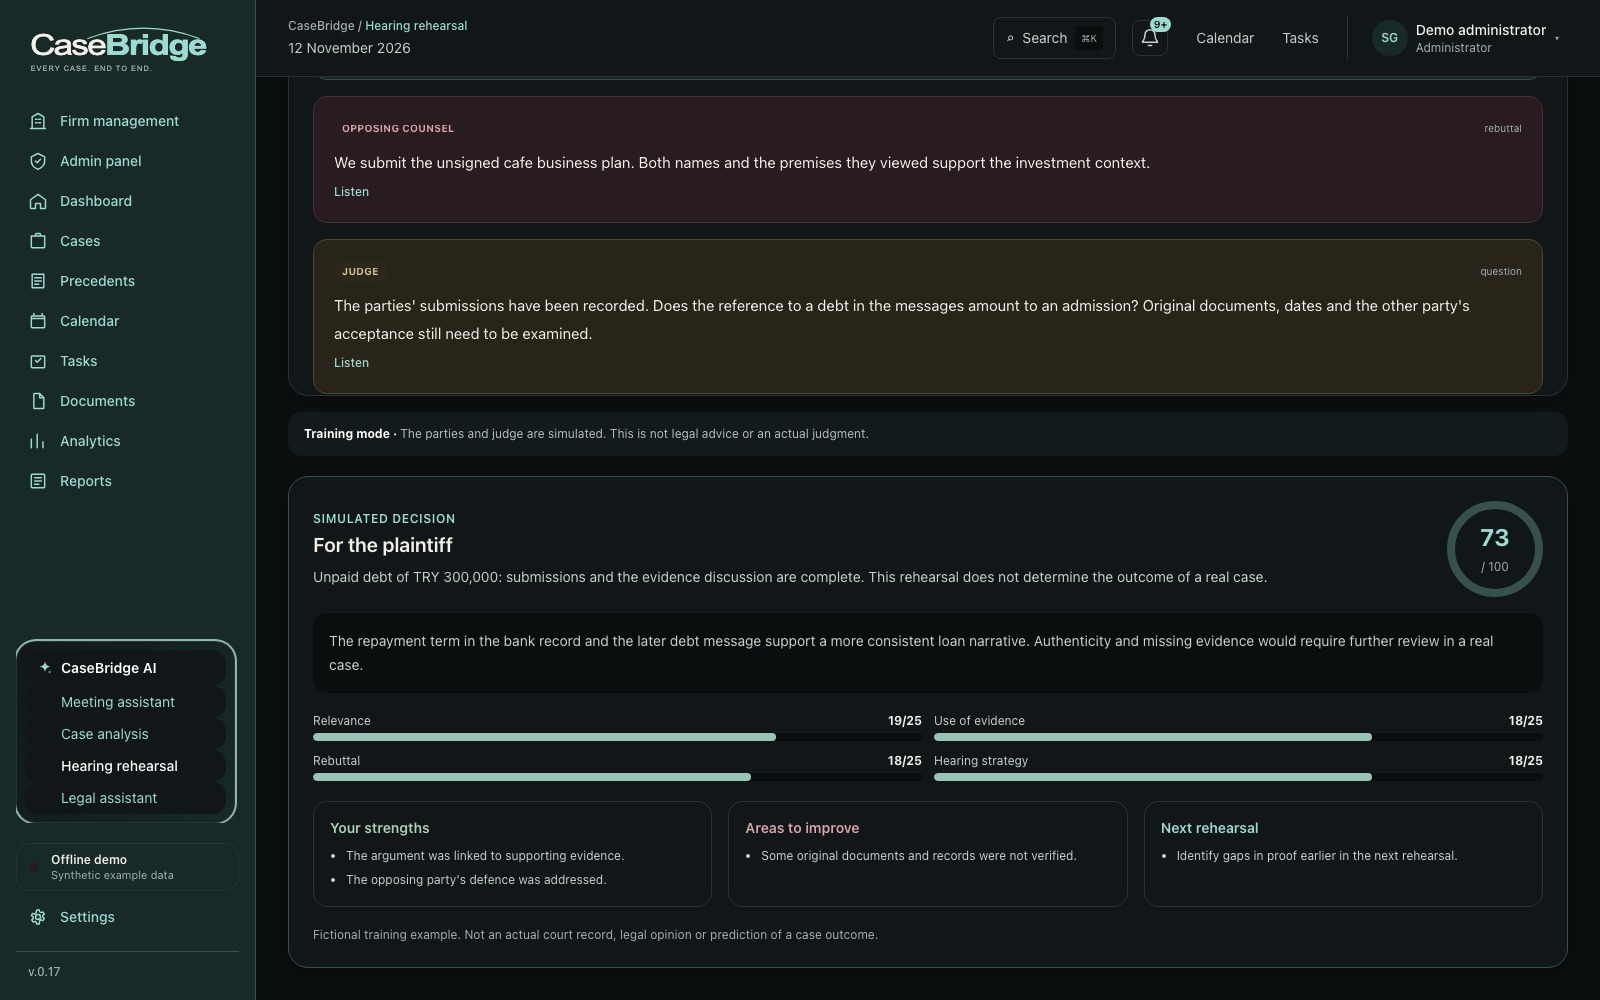 CaseBridge
EVERY CASE. END TO END.
Firm management
Admin panel
Dashboard
Cases
Precedents
Calendar
Tasks
Documents
Analytics
Reports
CaseBridge AI
Meeting assistant
Case analysis
Hearing rehearsal
Legal assistant
Offline demo
Synthetic example data
Settings
v.0.17
CaseBridge / Hearing rehearsal
12 November 2026
Search ⌘K
9+
Calendar
Tasks
SG
Demo administrator
Administrator
OPPOSING COUNSEL
rebuttal
We submit the unsigned cafe business plan. Both names and the premises they viewed support the investment context.
Listen
JUDGE
question
The parties' submissions have been recorded. Does the reference to a debt in the messages amount to an admission? Original documents, dates and the other party's
acceptance still need to be examined.
Listen
Training mode · The parties and judge are simulated. This is not legal advice or an actual judgment.
SIMULATED DECISION
For the plaintiff
Unpaid debt of TRY 300,000: submissions and the evidence discussion are complete. This rehearsal does not determine the outcome of a real case.
73
/ 100
The repayment term in the bank record and the later debt message support a more consistent loan narrative. Authenticity and missing evidence would require further review in a real
case.
Relevance 19/25
Use of evidence 18/25
Rebuttal 18/25
Hearing strategy 18/25
Your strengths
• The argument was linked to supporting evidence.
• The opposing party's defence was addressed.
Areas to improve
• Some original documents and records were not verified.
Next rehearsal
• Identify gaps in proof earlier in the next rehearsal.
Fictional training example. Not an actual court record, legal opinion or prediction of a case outcome.